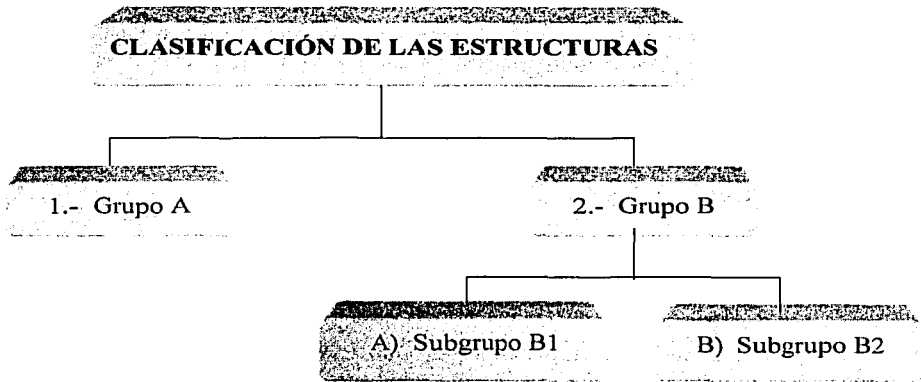 CLASIFICACIÓN DE LAS ESTRUCTURAS
1.- Grupo A
2.- Grupo B
A) Subgrupo B1
B) Subgrupo B2